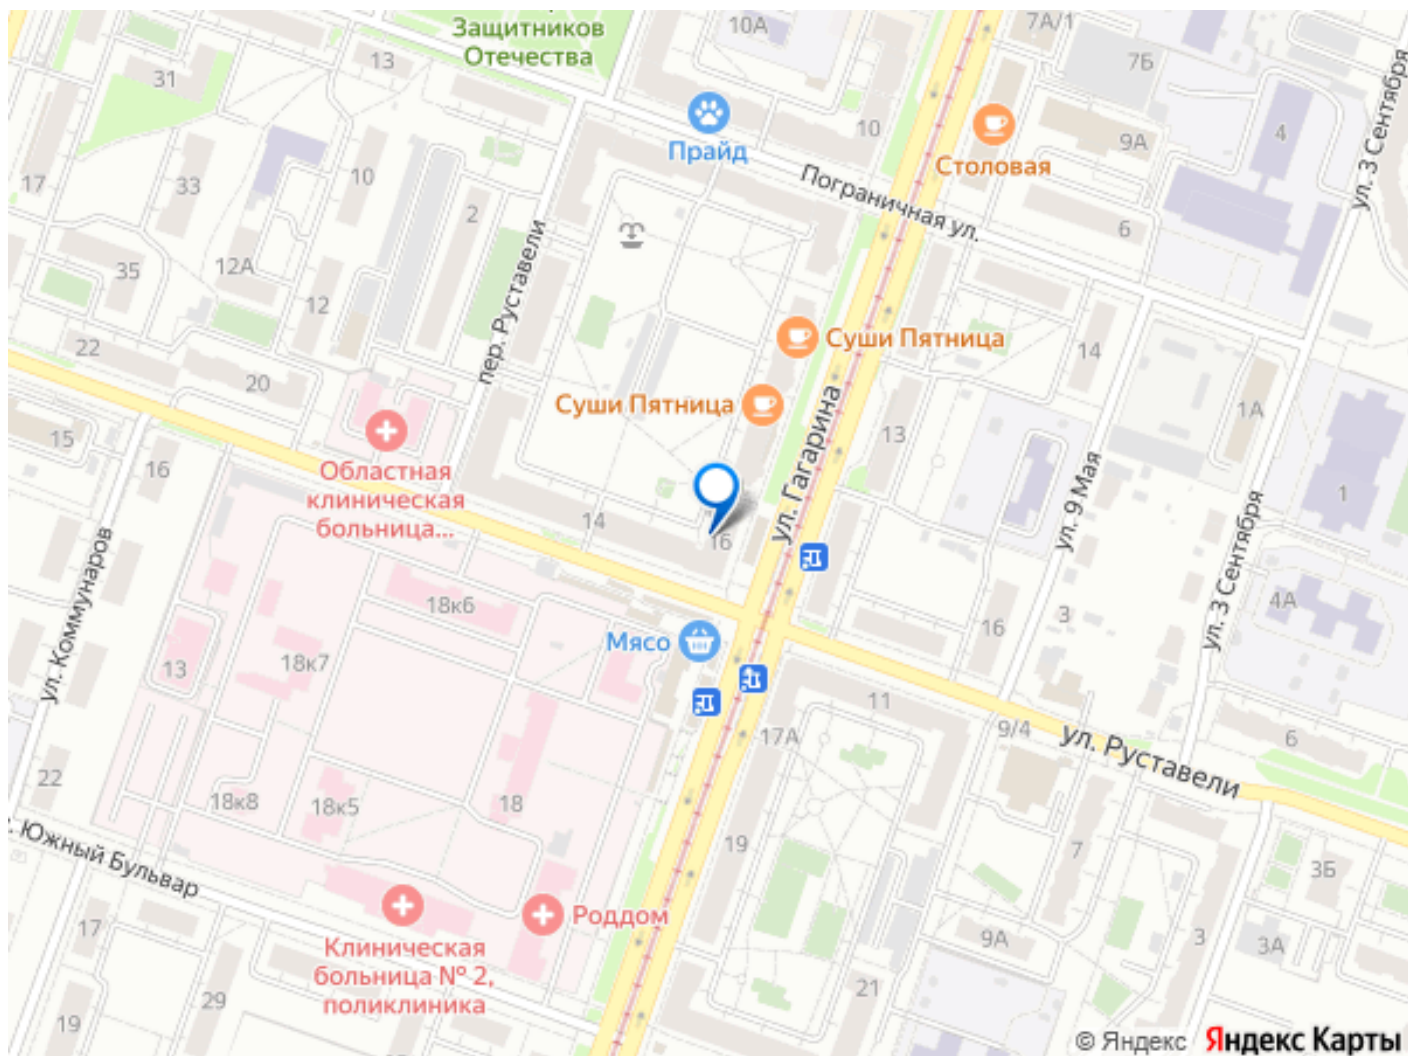 Защитников
Отечества
10А
7А/1
7Б
13
31
10
9А
4
ул. 3 Сентября
Прайд
Столовая
17
33
10
2
Пограничная ул.
6
35
12А
12
пер. Руставели
22
20
Суши Пятница
14
Суши Пятница
ул. Гагарина
13
1А
15
16
Областная
клиническая
больница...
14
16
ул. 9 Мая
1
ул. 3 Сентября
ул. Коммунаров
18к6
3
4А
13
18к7
Мясо
16
11
17А
9/4
ул. Руставели
6
22
18к8
18к5
18
. Южный Бульвар
19
7
3Б
17
Роддом
Клиническая
больница № 2,
поликлиника
9А
3
3А
29
21
19
© Яндекс Яндекс Карты